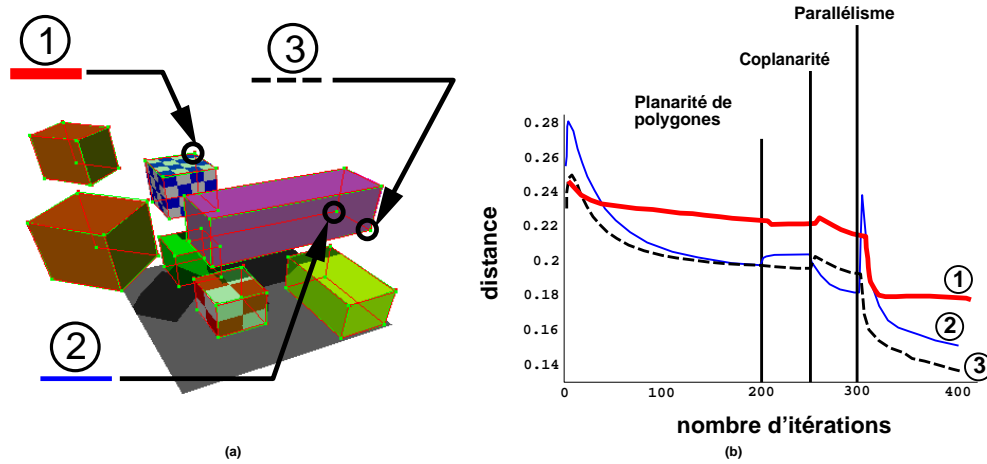 1
3
2
(a)
Parallélisme
Coplanarité
Planarité de
polygones
0.28
0.26
0.24
0.22
0.2
0.18
0.16
0.14
distance
0
100
200
250
300
400
1
2
3
nombre d'itérations
(b)